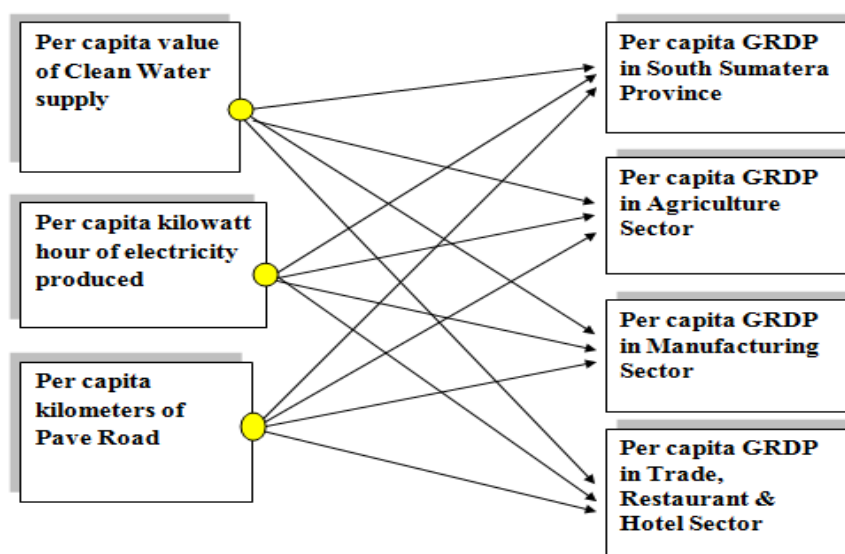 Per capita value
of Clean Water
supply
Per capita kilowatt
hour of electricity
produced
Per capita
kilometers of
Pave Road
Per capita GRDP
in South Sumatera
Province
Per capita GRDP
in Agriculture
Sector
Per capita GRDP
in Manufacturing
Sector
Per capita GRDP
in Trade,
Restaurant &
Hotel Sector